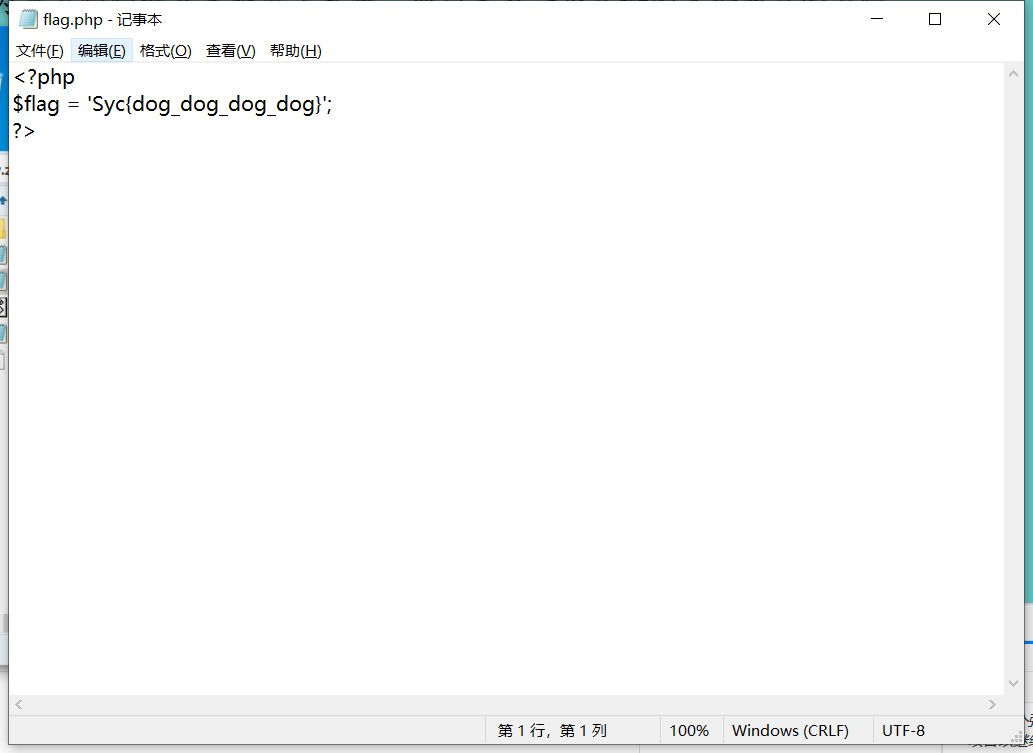 flag.php - 记事本
文件(F) 编辑(E) 格式(O) 查看(V) 帮助(H)
<?php
$flag = 'Syc{dog_dog_dog_dog}';
?>
第 1 行，第 1 列 100% Windows (CRLF) UTF-8